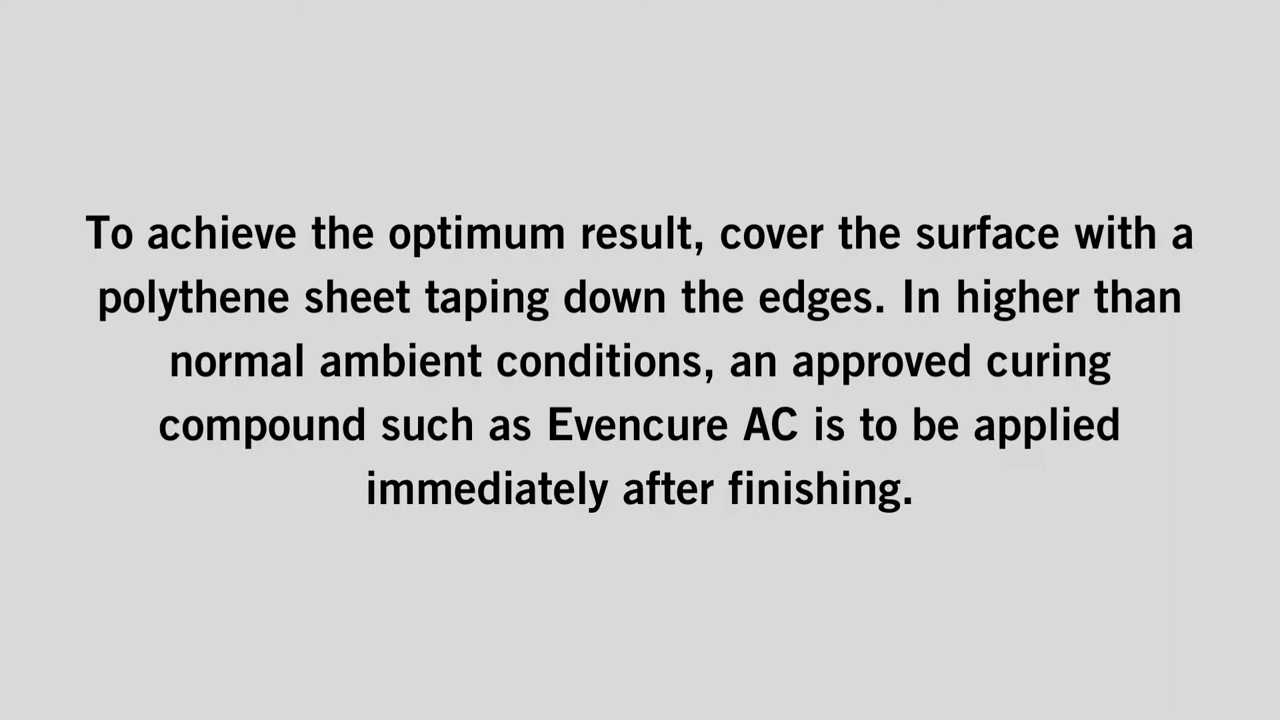 To achieve the optimum result, cover the surface with a
polythene sheet taping down the edges. In higher than
normal ambient conditions, an approved curing
compound such as Evencure AC is to be applied
immediately after finishing.